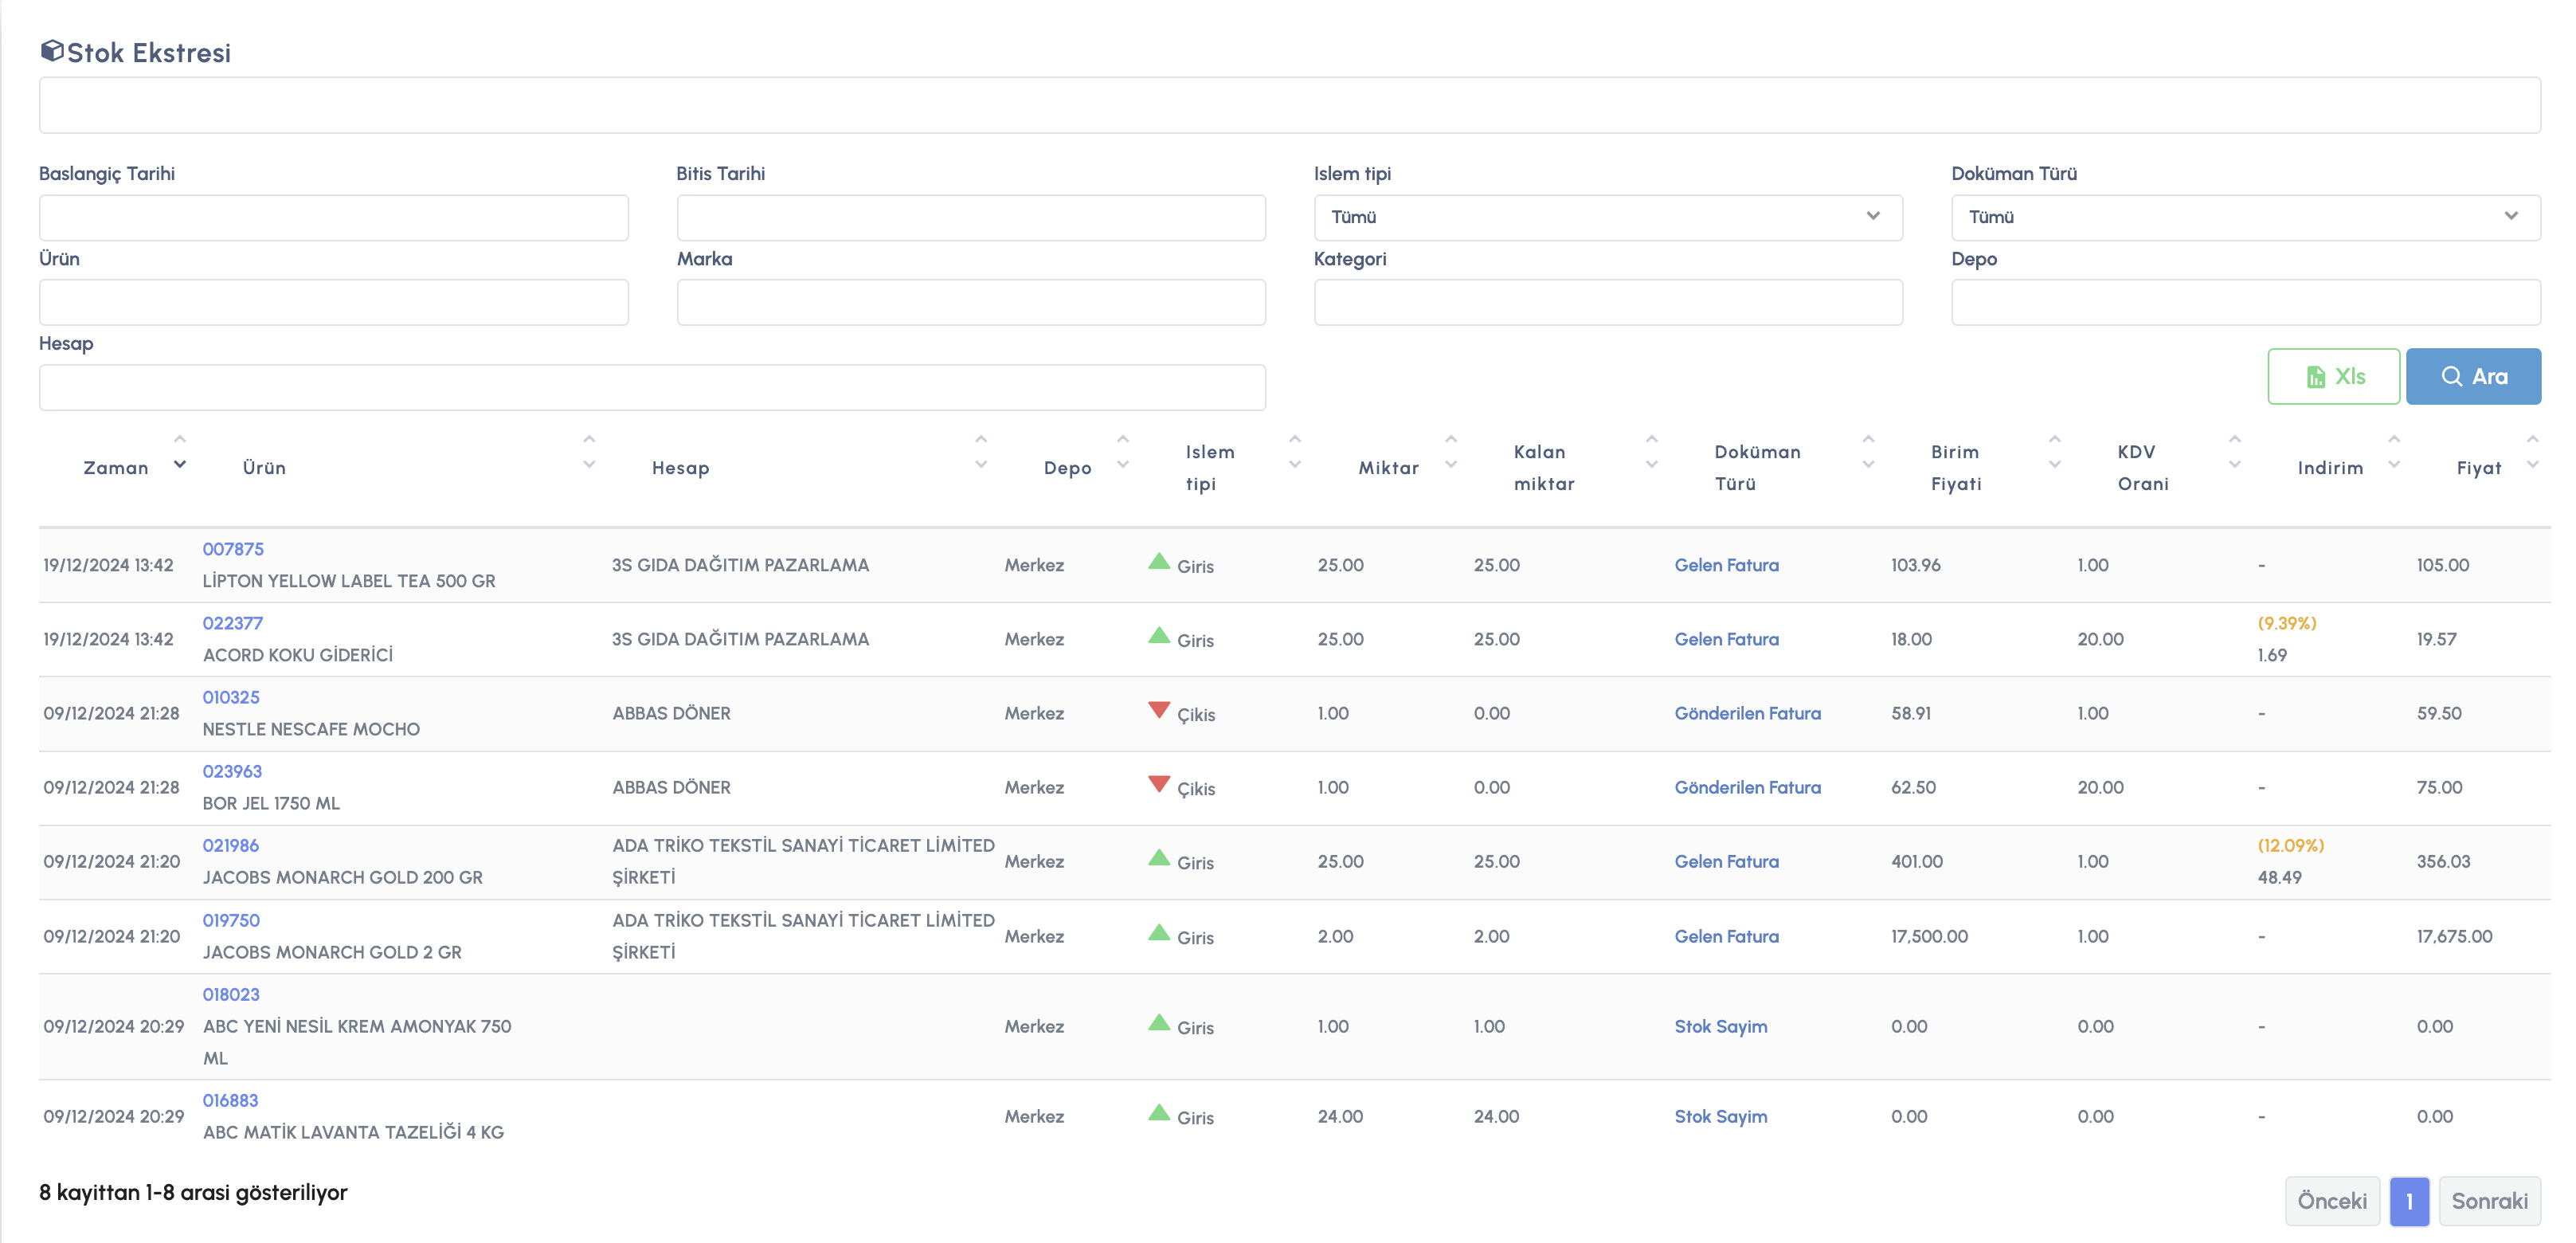 Stok Ekstresi
Baslangiç Tarihi Bitis Tarihi Islem tipi Doküman Türü
Tümü Tümü
Ürün Marka Kategori Depo
Hesap
Xls Ara
Zaman Ürün Hesap Depo Islem tipi Miktar Kalan miktar Doküman Türü Birim Fiyati KDV Orani Indirim Fiyat
19/12/2024 13:42 007875 LİPTON YELLOW LABEL TEA 500 GR 3S GIDA DAĞITIM PAZARLAMA Merkez Giris 25.00 25.00 Gelen Fatura 103.96 1.00 - 105.00
19/12/2024 13:42 022377 ACORD KOKU GİDERİCİ 3S GIDA DAĞITIM PAZARLAMA Merkez Giris 25.00 25.00 Gelen Fatura 18.00 20.00 (9.39%) 1.69 19.57
09/12/2024 21:28 010325 NESTLE NESCAFE MOCHO ABBAS DÖNER Merkez Çikis 1.00 0.00 Gönderilen Fatura 58.91 1.00 - 59.50
09/12/2024 21:28 023963 BOR JEL 1750 ML ABBAS DÖNER Merkez Çikis 1.00 0.00 Gönderilen Fatura 62.50 20.00 - 75.00
09/12/2024 21:20 021986 JACOBS MONARCH GOLD 200 GR ADA TRİKO TEKSTİL SANAYİ TİCARET LİMİTED ŞİRKETİ Merkez Giris 25.00 25.00 Gelen Fatura 401.00 1.00 (12.09%) 48.49 356.03
09/12/2024 21:20 019750 JACOBS MONARCH GOLD 2 GR ADA TRİKO TEKSTİL SANAYİ TİCARET LİMİTED ŞİRKETİ Merkez Giris 2.00 2.00 Gelen Fatura 17,500.00 1.00 - 17,675.00
09/12/2024 20:29 018023 ABC YENİ NESİL KREM AMONYAK 750 ML Merkez Giris 1.00 1.00 Stok Sayim 0.00 0.00 - 0.00
09/12/2024 20:29 016883 ABC MATİK LAVANTA TAZELİĞİ 4 KG Merkez Giris 24.00 24.00 Stok Sayim 0.00 0.00 - 0.00
8 kayittan 1-8 arasi gösteriliyor
Önceki 1 Sonraki